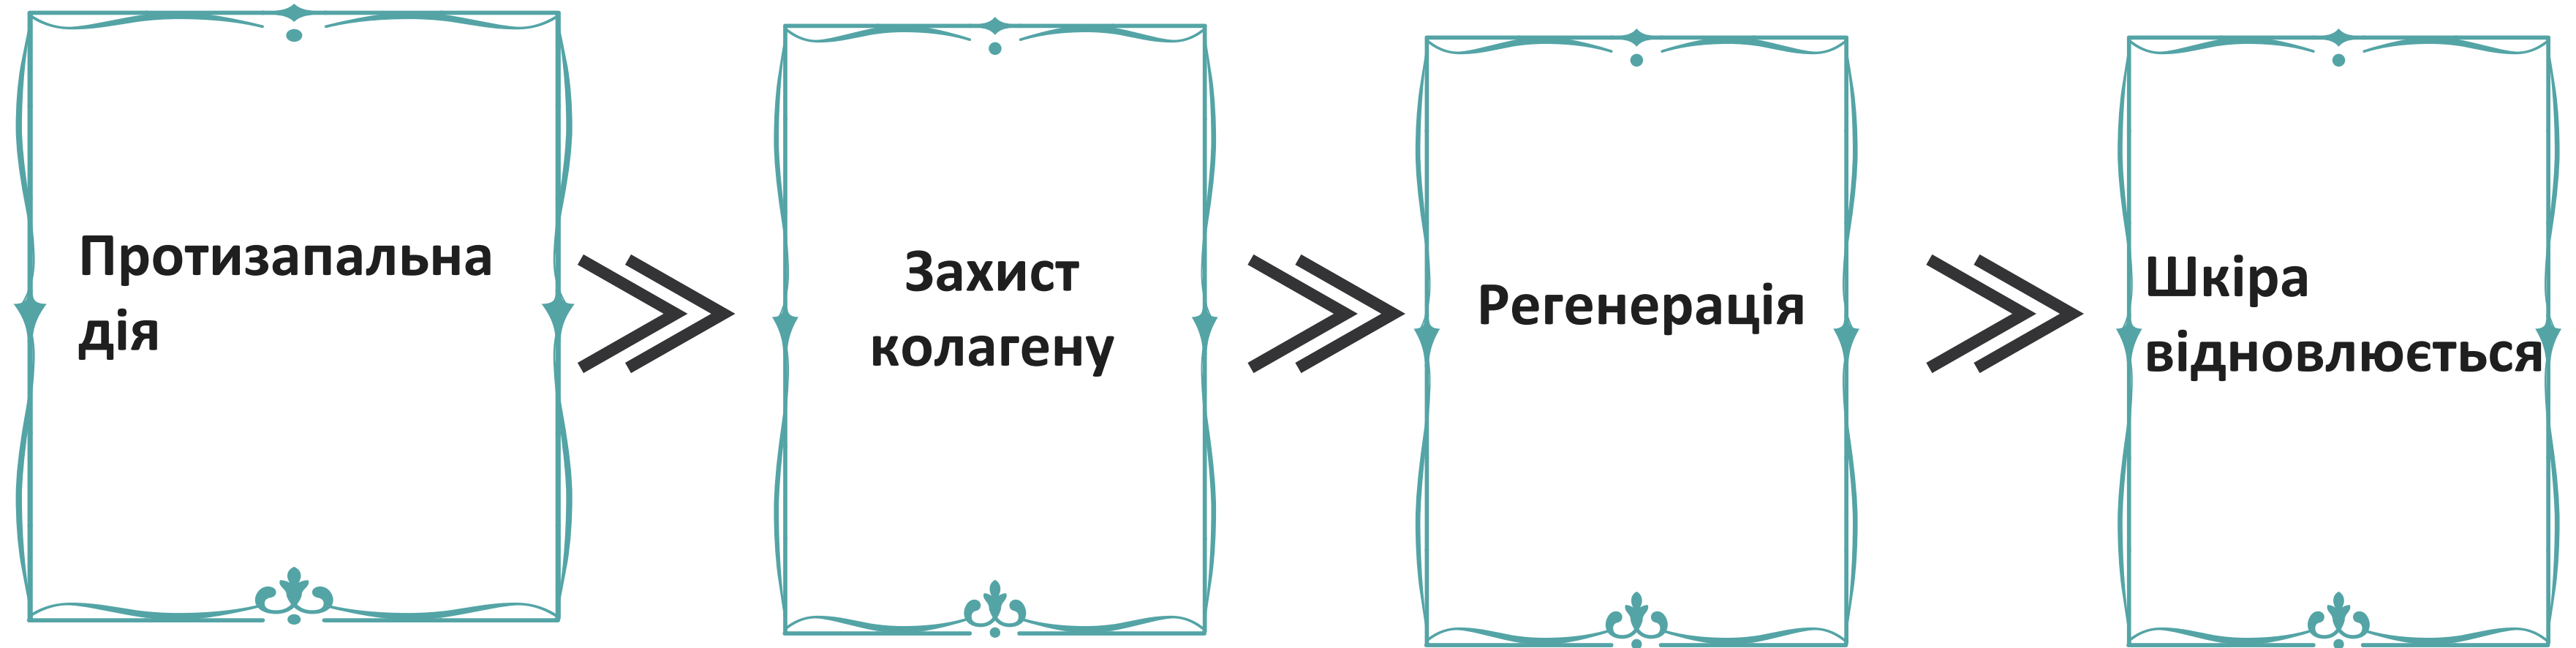 Протизапальна
дія
Захист
колагену
Регенерація
Шкіра
відновлюється